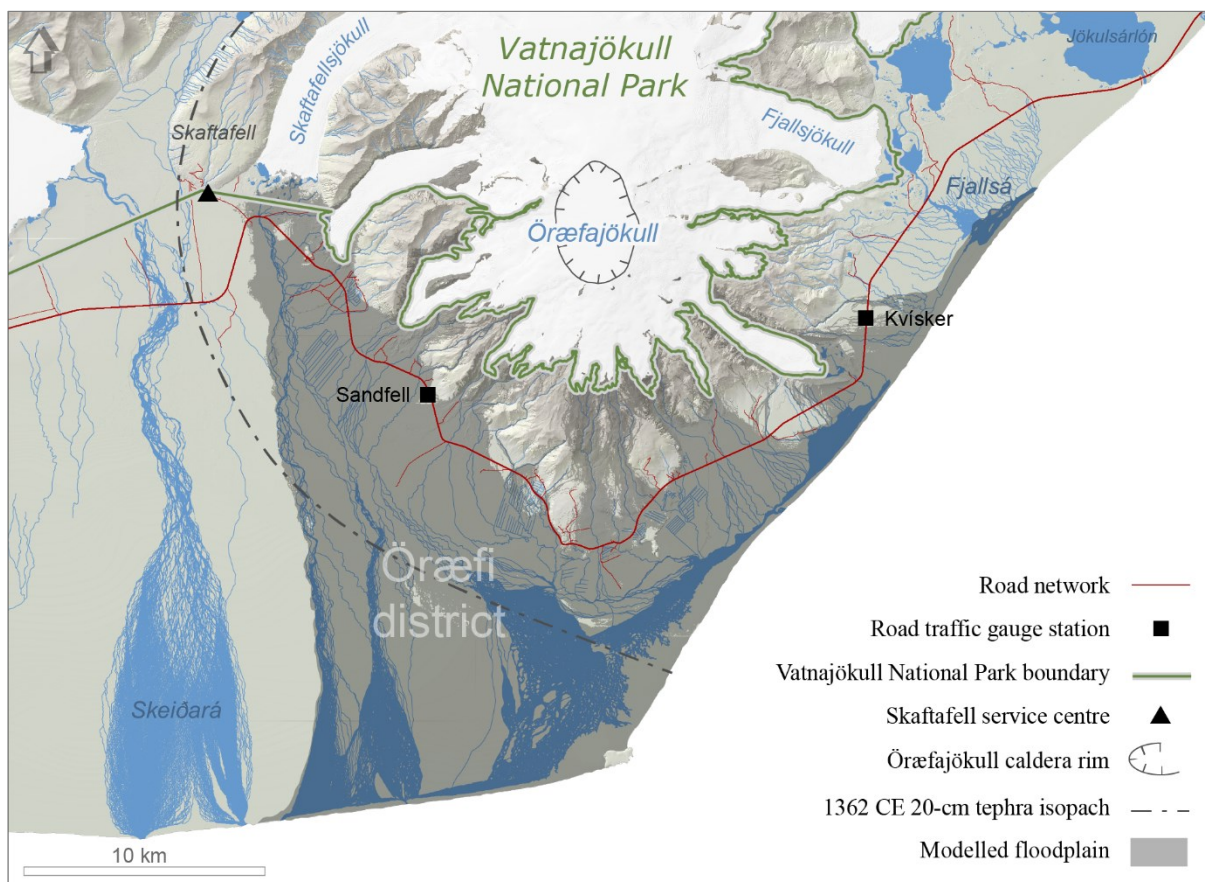 Vatnajökull
National Park
Jökulsárlón
Skaftafellsjökull
Skaftafell
Fjallsjökull
Fjallsá
Öræfajökull
Kvísker
Sandfell
Öræfi
district
Skeiðará
10 km
Road network
Road traffic gauge station
Vatnajökull National Park boundary
Skaftafell service centre
Öræfajökull caldera rim
1362 CE 20-cm tephra isopach
Modelled floodplain